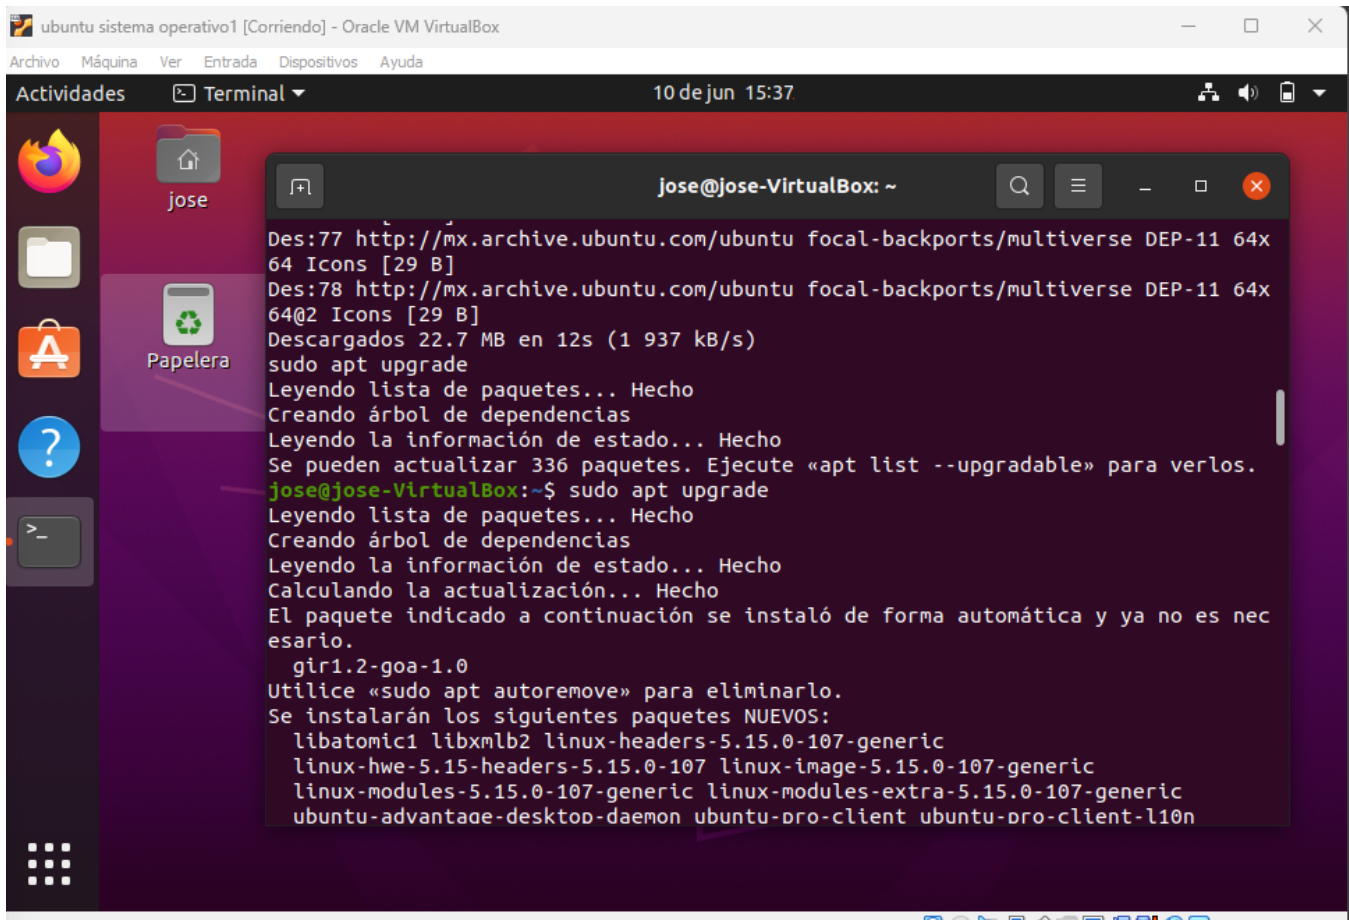 ubuntu sistema operativo1 [Corriendo] - Oracle VM VirtualBox
Archivo Máquina Ver Entrada Dispositivos Ayuda
Actividades Terminal 10 de jun 15:37
jose
Papelera
jose@jose-VirtualBox: ~
Des:77 http://mx.archive.ubuntu.com/ubuntu focal-backports/multiverse DEP-11 64x
64 Icons [29 B]
Des:78 http://mx.archive.ubuntu.com/ubuntu focal-backports/multiverse DEP-11 64x
64@2 Icons [29 B]
Descargados 22.7 MB en 12s (1 937 kB/s)
sudo apt upgrade
Leyendo lista de paquetes... Hecho
Creando árbol de dependencias
Leyendo la información de estado... Hecho
Se pueden actualizar 336 paquetes. Ejecute «apt list --upgradable» para verlos.
jose@jose-VirtualBox:~$ sudo apt upgrade
Leyendo lista de paquetes... Hecho
Creando árbol de dependencias
Leyendo la información de estado... Hecho
Calculando la actualización... Hecho
El paquete indicado a continuación se instaló de forma automática y ya no es nec
esario.
  gir1.2-goa-1.0
Utilice «sudo apt autoremove» para eliminarlo.
Se instalarán los siguientes paquetes NUEVOS:
  libatomic1 libxmlb2 linux-headers-5.15.0-107-generic
  linux-hwe-5.15-headers-5.15.0-107 linux-image-5.15.0-107-generic
  linux-modules-5.15.0-107-generic linux-modules-extra-5.15.0-107-generic
  ubuntu-advantage-desktop-daemon ubuntu-pro-client ubuntu-pro-client-l10n